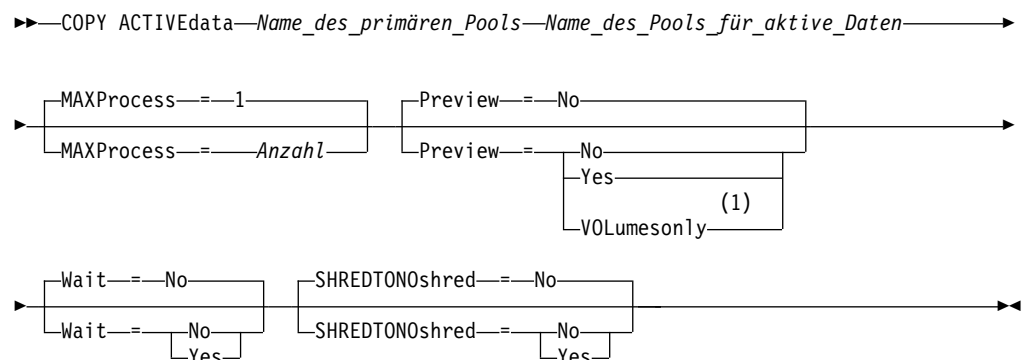 COPY ACTIVEdata Name_des_primären_Pools Name_des_Pools_für_aktive_Daten
MAXProcess = 1 Preview = No
MAXProcess = Anzahl Preview = No
Yes
(1)
VOLumesonly
Wait = No SHREDTONOshred = No
Wait = No SHREDTONOshred = No
Yes Yes